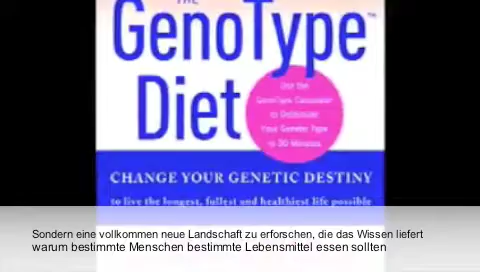 THE
GenoType™
Diet
Use the
GenoType Calculator
to Determine
Your Genetic Type
in 30 Minutes
CHANGE YOUR GENETIC DESTINY
to live the longest, fullest and healthiest life possible
Sondern eine vollkommen neue Landschaft zu erforschen, die das Wissen liefert
warum bestimmte Menschen bestimmte Lebensmittel essen sollten